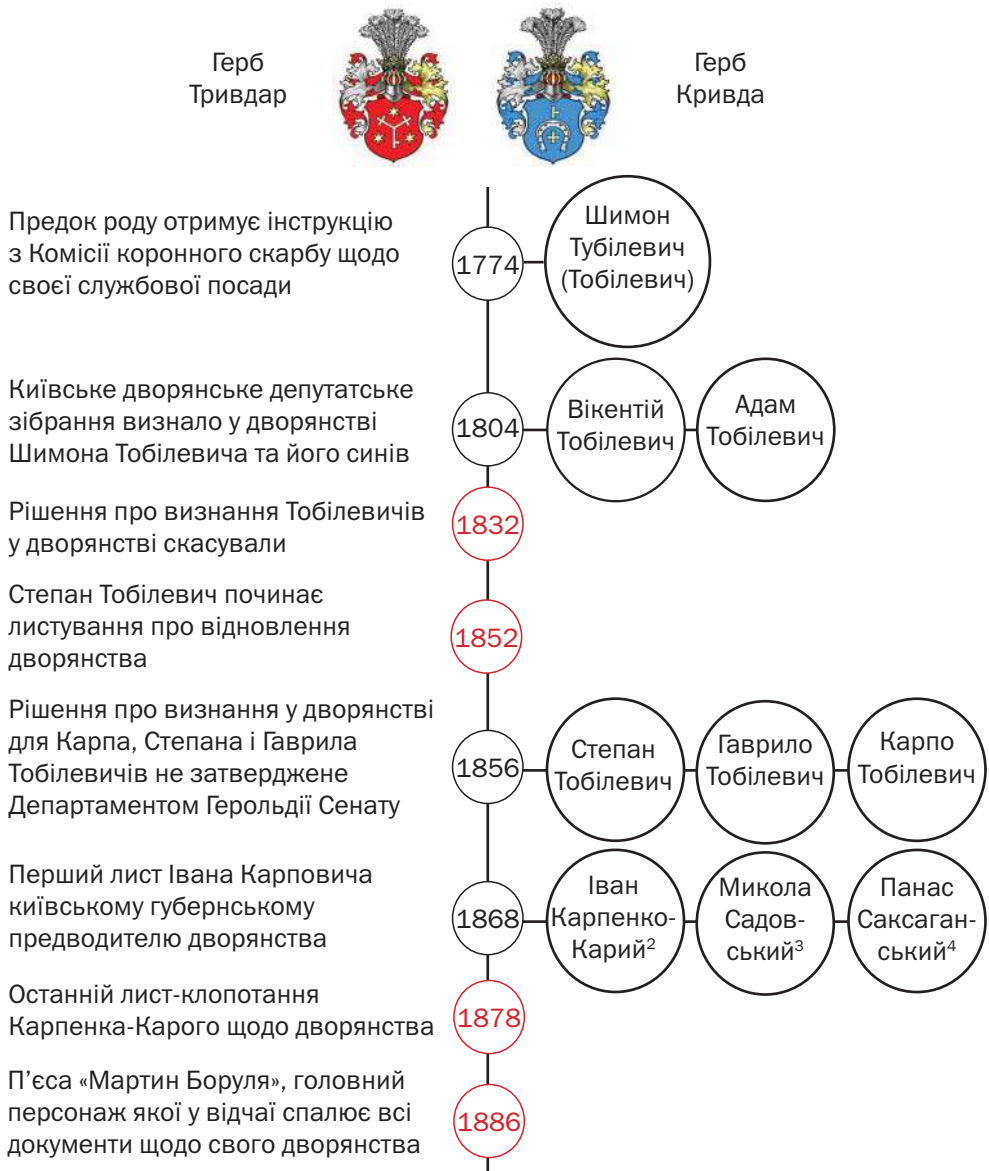 Герб
Тривдар
Герб
Кривда
Предок роду отримує інструкцію
з Комісії коронного скарбу щодо
своєї службової посади
1774
Шимон
Тубілевич
(Тобілевич)
Київське дворянське депутатське
зібрання визнало у дворянстві
Шимона Тобілевича та його синів
1804
Вікентій
Тобілевич
Адам
Тобілевич
Рішення про визнання Тобілевичів
у дворянстві скасували
1832
Степан Тобілевич починає
листування про відновлення
дворянства
1852
Рішення про визнання у дворянстві
для Карпа, Степана і Гаврила
Тобілевичів не затверджене
Департаментом Герольдії Сенату
1856
Степан
Тобілевич
Гаврило
Тобілевич
Карпо
Тобілевич
Перший лист Івана Карповича
київському губернському
предводителю дворянства
1868
Іван
Карпенко-
Карий²
Микола
Садов-
ський³
Панас
Саксаган-
ський⁴
Останній лист-клопотання
Карпенка-Карого щодо дворянства
1878
П’єса «Мартин Боруля», головний
персонаж якої у відчаї спалює всі
документи щодо свого дворянства
1886